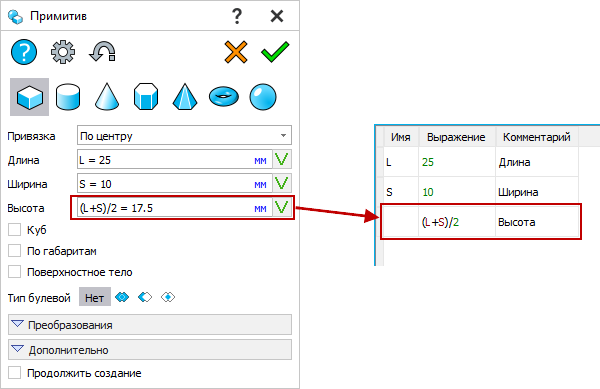 Примитив ?
?
Привязка По центру
Длина L = 25 мм
Ширина S = 10 мм
Высота (L+S)/2 = 17.5 мм
Куб
По габаритам
Поверхностное тело
Тип булевой Нет
Преобразования
Дополнительно
Продолжить создание
Имя Выражение Комментарий
L 25 Длина
S 10 Ширина
(L+S)/2 Высота